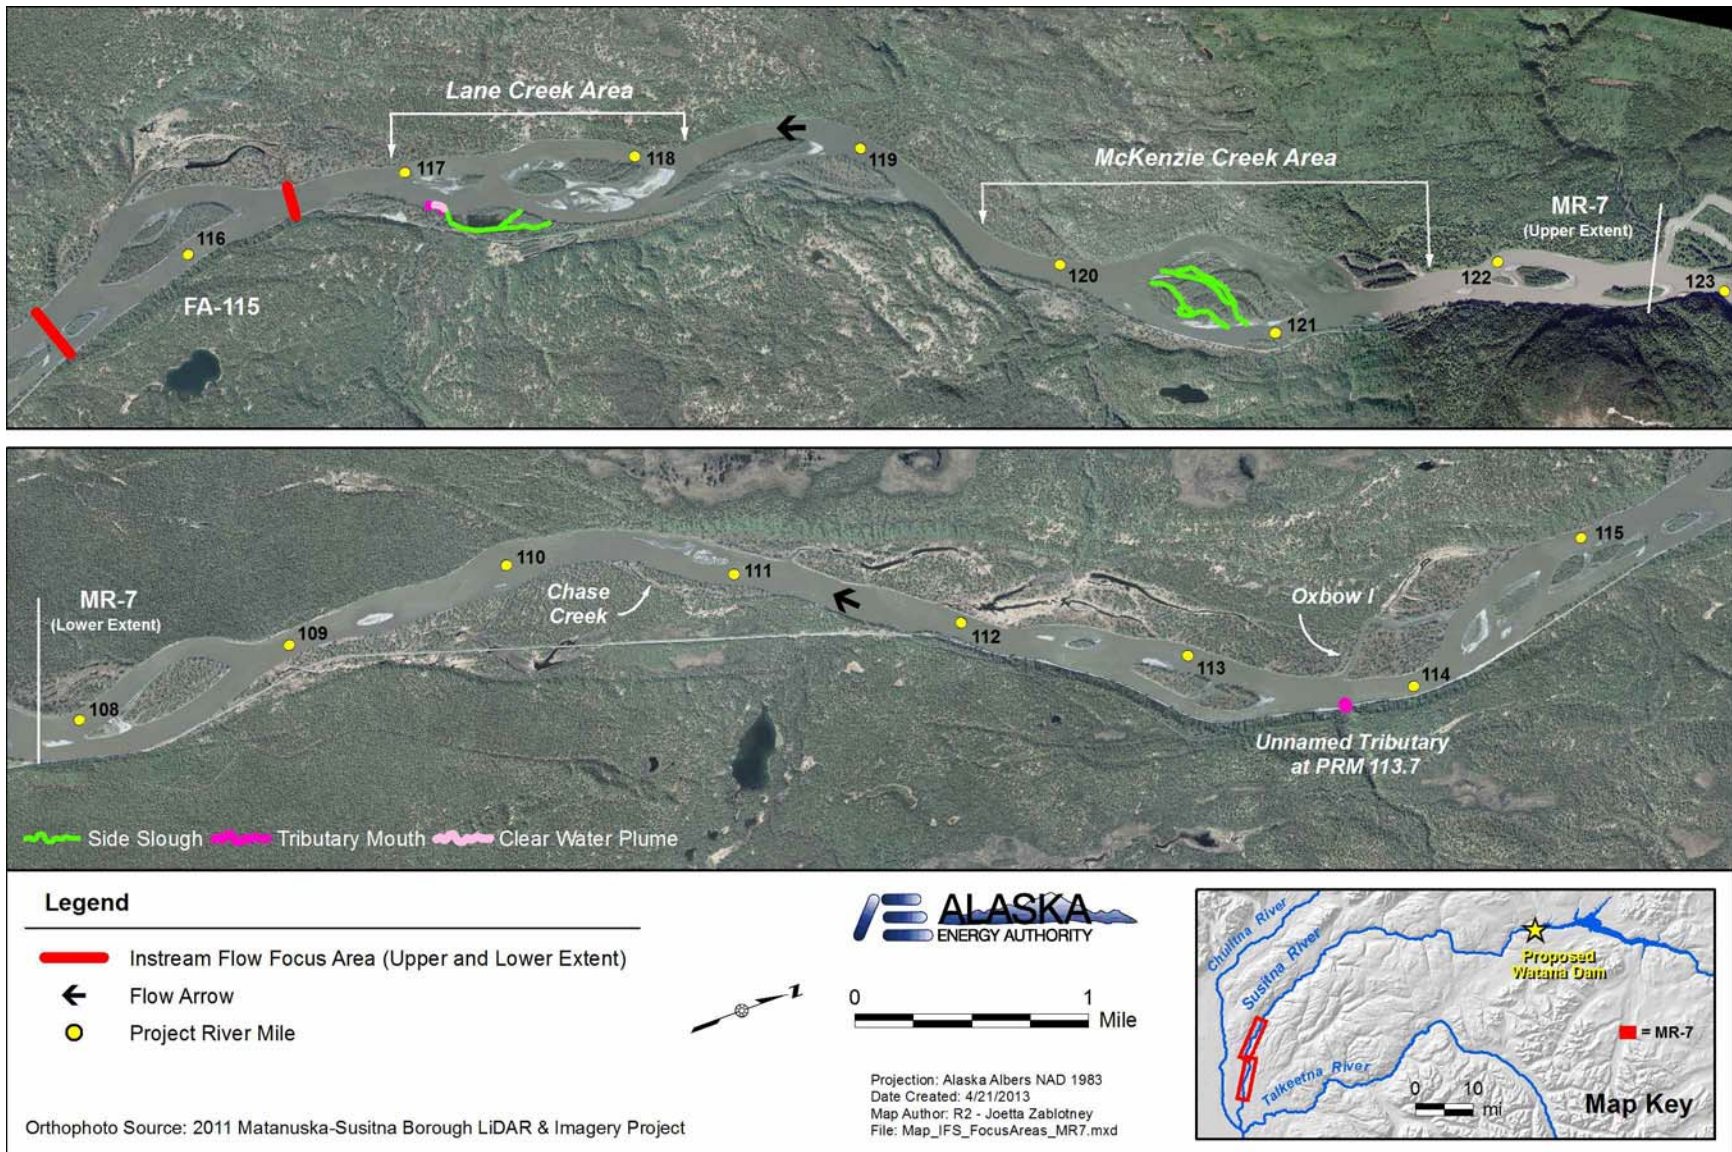 Lane Creek Area
117
118
119
McKenzie Creek Area
116
FA-115
120
121
MR-7
(Upper Extent)
122
123
MR-7
(Lower Extent)
108
109
110
Chase
Creek
111
112
113
Oxbow I
114
115
Unnamed Tributary
at PRM 113.7
Side Slough
Tributary Mouth
Clear Water Plume
Legend
Instream Flow Focus Area (Upper and Lower Extent)
Flow Arrow
Project River Mile
Orthophoto Source: 2011 Matanuska-Susitna Borough LiDAR & Imagery Project
ALASKA
ENERGY AUTHORITY
Z
0 1
Mile
Projection: Alaska Albers NAD 1983
Date Created: 4/21/2013
Map Author: R2 - Joetta Zablotney
File: Map_IFS_FocusAreas_MR7.mxd
Chulitna River
Susitna River
Proposed
Watana Dam
= MR-7
Talkeetna River
0 10
mi
Map Key